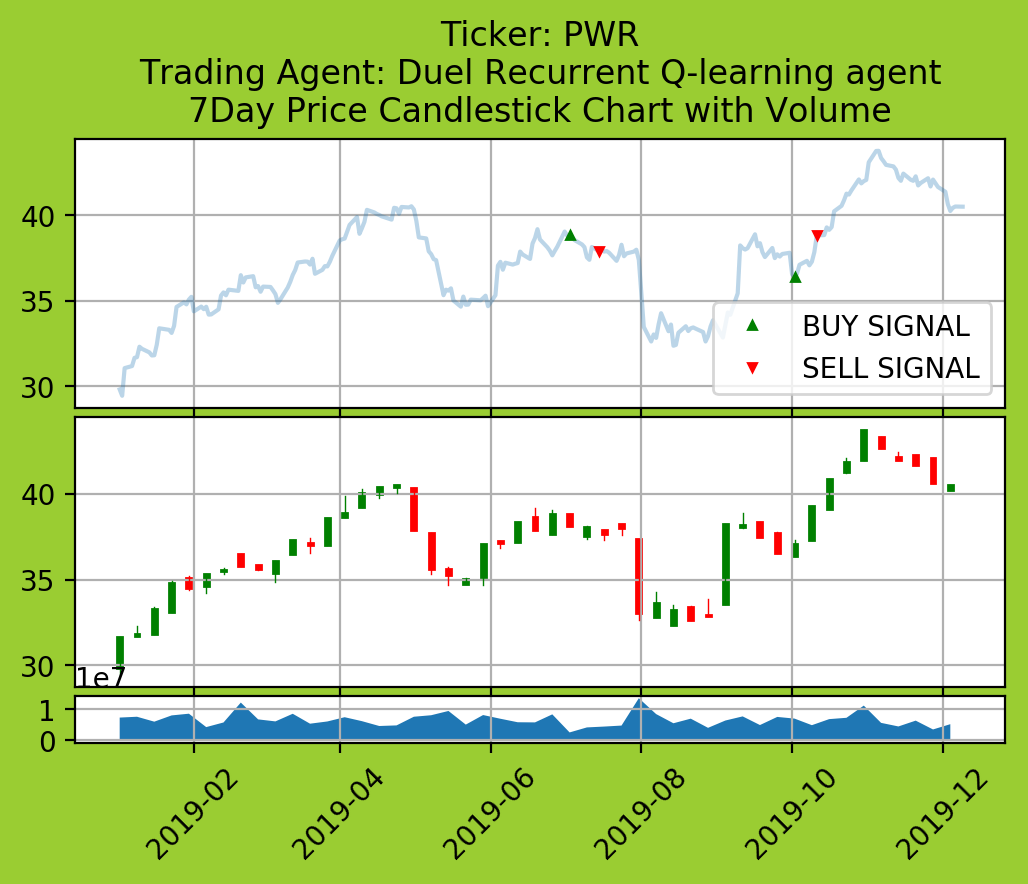 Ticker: PWR
Trading Agent: Duel Recurrent Q-learning agent
7Day Price Candlestick Chart with Volume
40
35
30
BUY SIGNAL
SELL SIGNAL
40
35
30
1e7
1
0
2019-02
2019-04
2019-06
2019-08
2019-10
2019-12